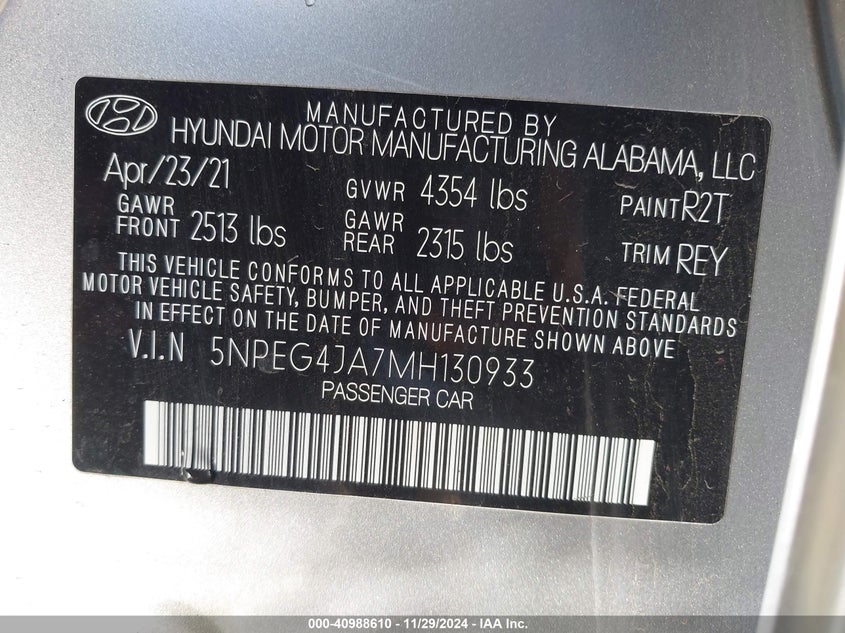 MANUFACTURED BY
HYUNDAI MOTOR MANUFACTURING ALABAMA, LLC
Apr/23/21 GVWR 4354 lbs PAINT R2T
GAWR FRONT 2513 lbs GAWR REAR 2315 lbs TRIM REY
THIS VEHICLE CONFORMS TO ALL APPLICABLE U.S.A. FEDERAL
MOTOR VEHICLE SAFETY, BUMPER, AND THEFT PREVENTION STANDARDS
IN EFFECT ON THE DATE OF MANUFACTURE SHOWN ABOVE.
V.I.N 5NPEG4JA7MH130933
PASSENGER CAR
000-40988610 - 11/29/2024 - IAA Inc.